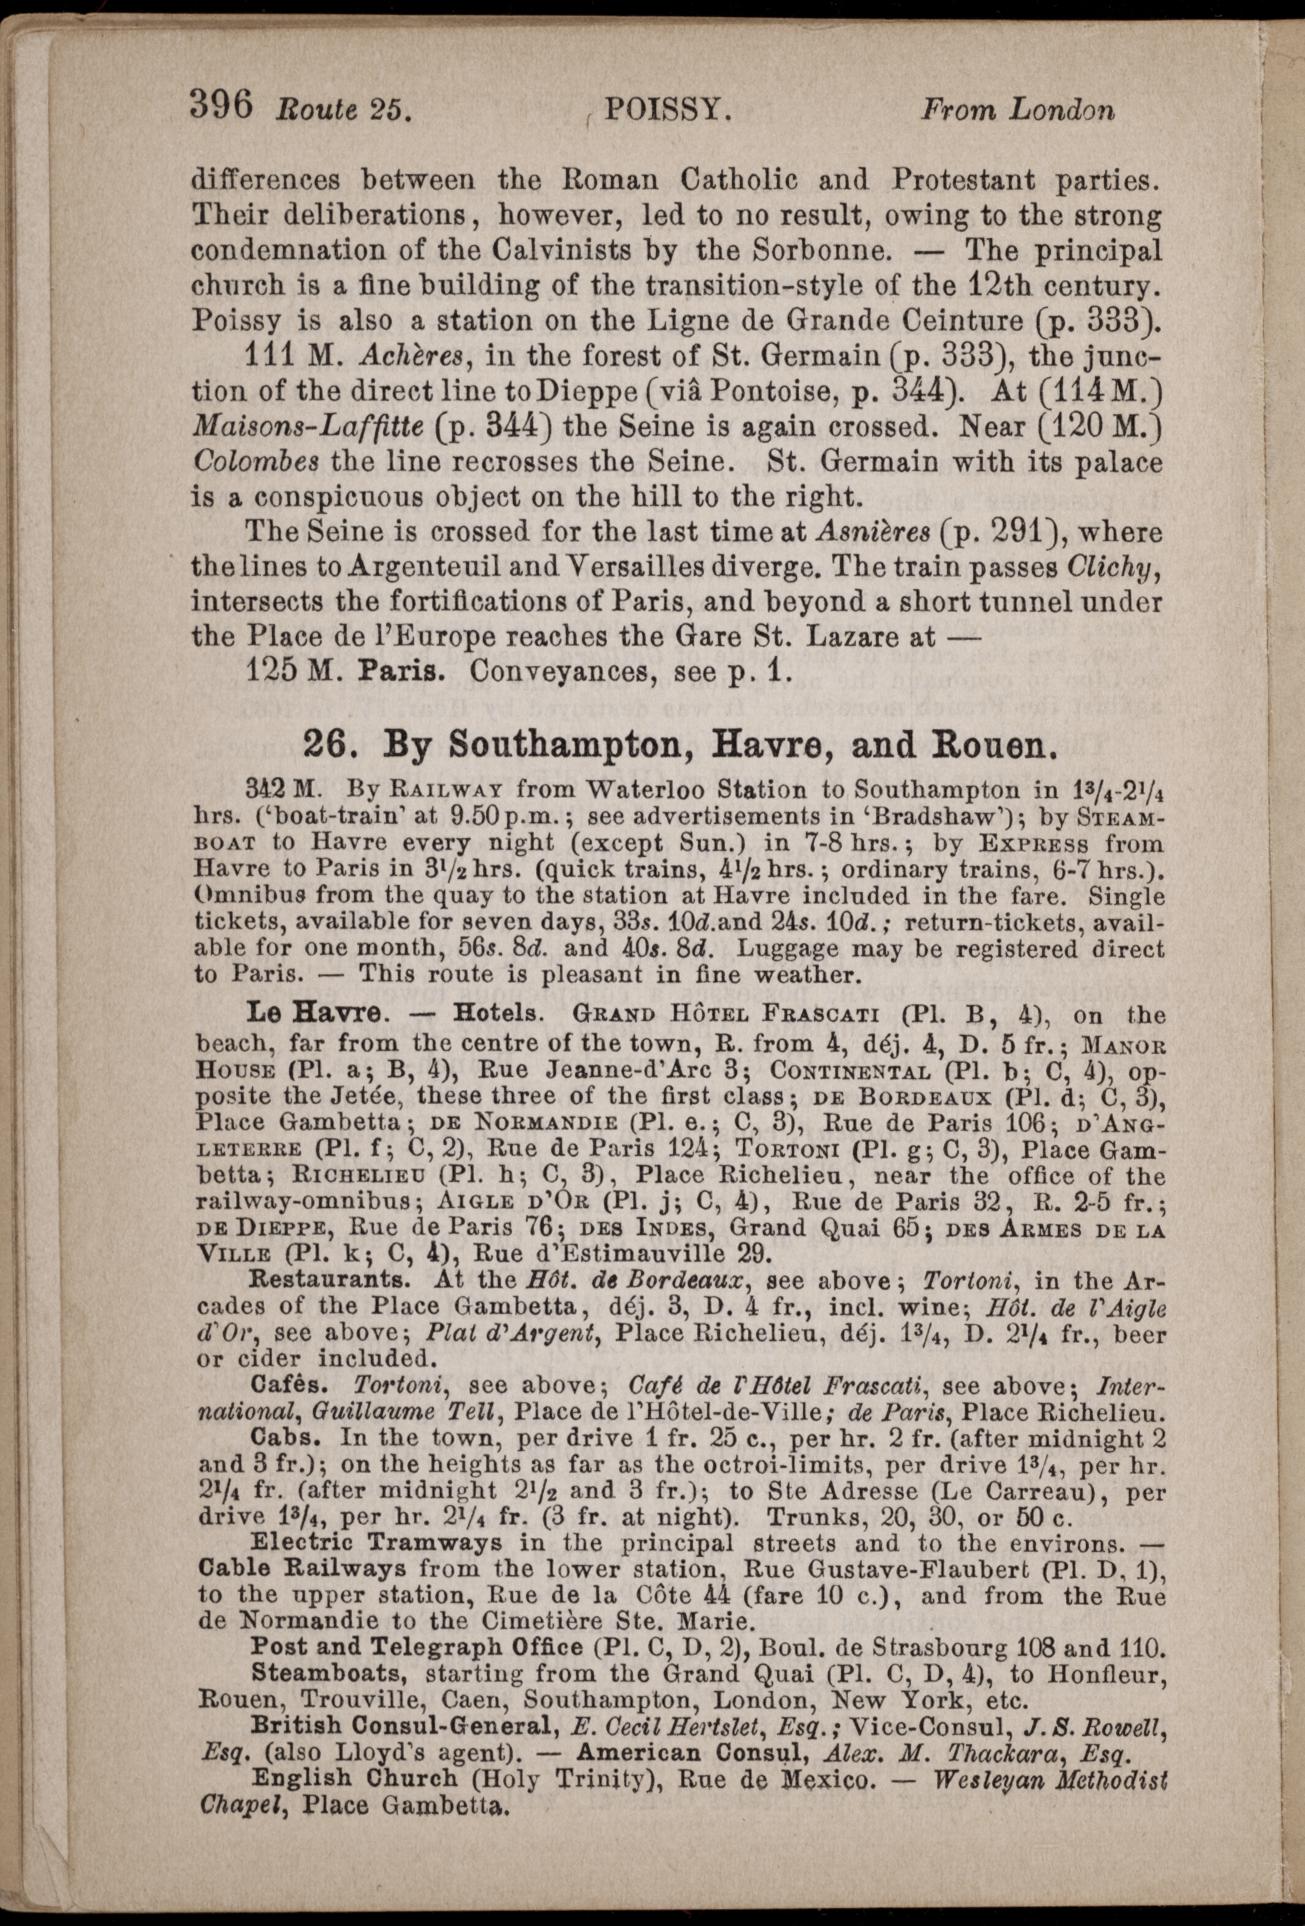 396 Route 25. POISSY. From London
differences between the Roman Catholic and Protestant parties.
Their deliberations, however, led to no result, owing to the strong
condemnation of the Calvinists by the Sorbonne. — The principal
church is a fine building of the transition-style of the 12th century.
Poissy is also a station on the Ligne de Grande Ceinture (p. 333).
111 M. Achères, in the forest of St. Germain (p. 333), the junc-
tion of the direct line to Dieppe (viâ Pontoise, p. 344). At (114 M.)
Maisons-Laffitte (p. 344) the Seine is again crossed. Near (120 M.)
Colombes the line recrosses the Seine. St. Germain with its palace
is a conspicuous object on the hill to the right.
The Seine is crossed for the last time at Asnières (p. 291), where
the lines to Argenteuil and Versailles diverge. The train passes Clichy,
intersects the fortifications of Paris, and beyond a short tunnel under
the Place de l'Europe reaches the Gare St. Lazare at —
125 M. Paris. Conveyances, see p. 1.
26. By Southampton, Havre, and Rouen.
342 M. By RAILWAY from Waterloo Station to Southampton in 1¾-2¼
hrs. ('boat-train' at 9.50 p.m.; see advertisements in 'Bradshaw'); by STEAM-
BOAT to Havre every night (except Sun.) in 7-8 hrs.; by EXPRESS from
Havre to Paris in 3½ hrs. (quick trains, 4½ hrs.; ordinary trains, 6-7 hrs.).
Omnibus from the quay to the station at Havre included in the fare. Single
tickets, available for seven days, 33s. 10d. and 24s. 10d.; return-tickets, avail-
able for one month, 56s. 8d. and 40s. 8d. Luggage may be registered direct
to Paris. — This route is pleasant in fine weather.
Le Havre. — Hotels. GRAND HÔTEL FRASCATI (Pl. B, 4), on the
beach, far from the centre of the town, R. from 4, déj. 4, D. 5 fr.; MANOR
HOUSE (Pl. a; B, 4), Rue Jeanne-d'Arc 3; CONTINENTAL (Pl. b; C, 4), op-
posite the Jetée, these three of the first class; DE BORDEAUX (Pl. d; C, 3),
Place Gambetta; DE NORMANDIE (Pl. e.; C, 3), Rue de Paris 106; D'ANG-
LETERRE (Pl. f; C, 2), Rue de Paris 124; TORTONI (Pl. g; C, 3), Place Gam-
betta; RICHELIEU (Pl. h; C, 3), Place Richelieu, near the office of the
railway-omnibus; AIGLE D'OR (Pl. j; C, 4), Rue de Paris 32, R. 2-5 fr.;
DE DIEPPE, Rue de Paris 76; DES INDES, Grand Quai 65; DES ARMES DE LA
VILLE (Pl. k; C, 4), Rue d'Estimauville 29.
Restaurants. At the Hôt. de Bordeaux, see above; Tortoni, in the Ar-
cades of the Place Gambetta, déj. 3, D. 4 fr., incl. wine; Hôt. de l'Aigle
d'Or, see above; Plat d'Argent, Place Richelieu, déj. 1¾, D. 2¼ fr., beer
or cider included.
Cafés. Tortoni, see above; Café de l'Hôtel Frascati, see above; Inter-
national, Guillaume Tell, Place de l'Hôtel-de-Ville; de Paris, Place Richelieu.
Cabs. In the town, per drive 1 fr. 25 c., per hr. 2 fr. (after midnight 2
and 3 fr.); on the heights as far as the octroi-limits, per drive 1¾, per hr.
2¼ fr. (after midnight 2½ and 3 fr.); to Ste Adresse (Le Carreau), per
drive 1¾, per hr. 2¼ fr. (3 fr. at night). Trunks, 20, 30, or 50 c.
Electric Tramways in the principal streets and to the environs. —
Cable Railways from the lower station, Rue Gustave-Flaubert (Pl. D, 1),
to the upper station, Rue de la Côte 44 (fare 10 c.), and from the Rue
de Normandie to the Cimetière Ste. Marie.
Post and Telegraph Office (Pl. C, D, 2), Boul. de Strasbourg 108 and 110.
Steamboats, starting from the Grand Quai (Pl. C, D, 4), to Honfleur,
Rouen, Trouville, Caen, Southampton, London, New York, etc.
British Consul-General, E. Cecil Hertslet, Esq.; Vice-Consul, J. S. Rowell,
Esq. (also Lloyd's agent). — American Consul, Alex. M. Thackara, Esq.
English Church (Holy Trinity), Rue de Mexico. — Wesleyan Methodist
Chapel, Place Gambetta.